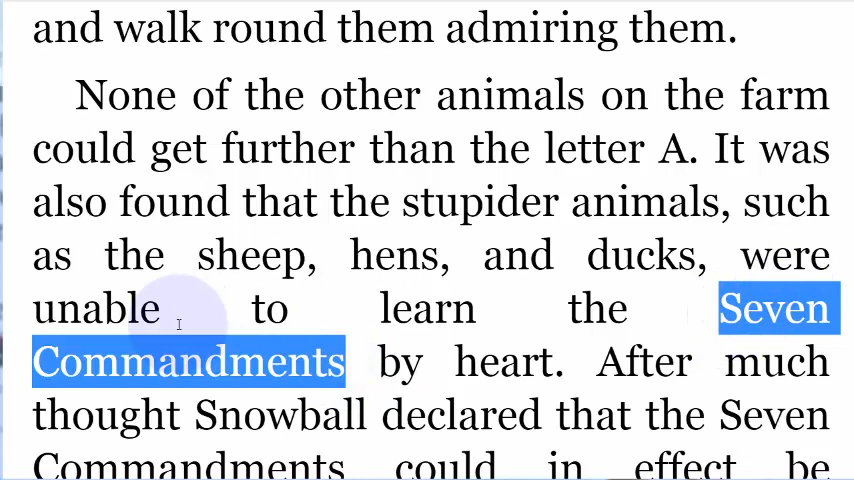 and walk round them admiring them.
None of the other animals on the farm
could get further than the letter A. It was
also found that the stupider animals, such
as the sheep, hens, and ducks, were
unable to learn the Seven
Commandments by heart. After much
thought Snowball declared that the Seven
Commandments could in effect be